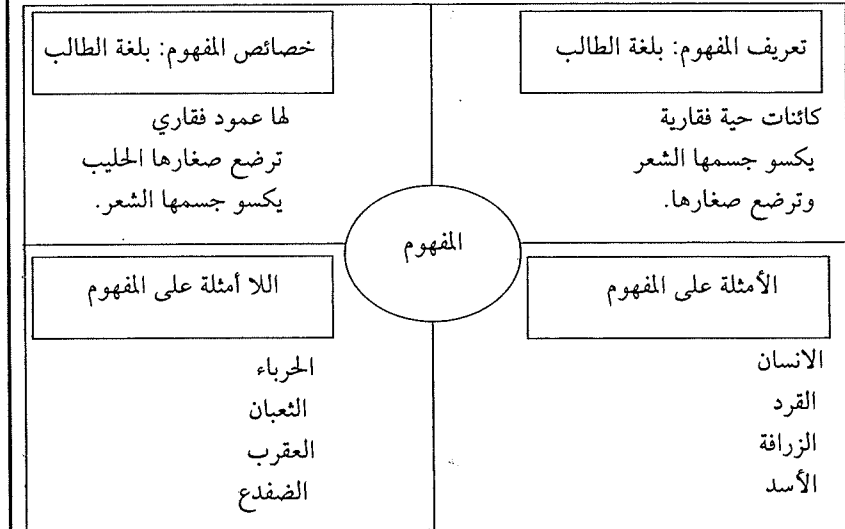 تعريف المفهوم: بلغة الطالب
كائنات حية فقارية
يكسو جسمها الشعر
وترضع صغارها.
خصائص المفهوم: بلغة الطالب
لها عمود فقاري
ترضع صغارها الحليب
يكسو جسمها الشعر.
المفهوم
الأمثلة على المفهوم
الانسان
القرد
الزرافة
الأسد
اللا أمثلة على المفهوم
الحرباء
الثعبان
العقرب
الضفدع